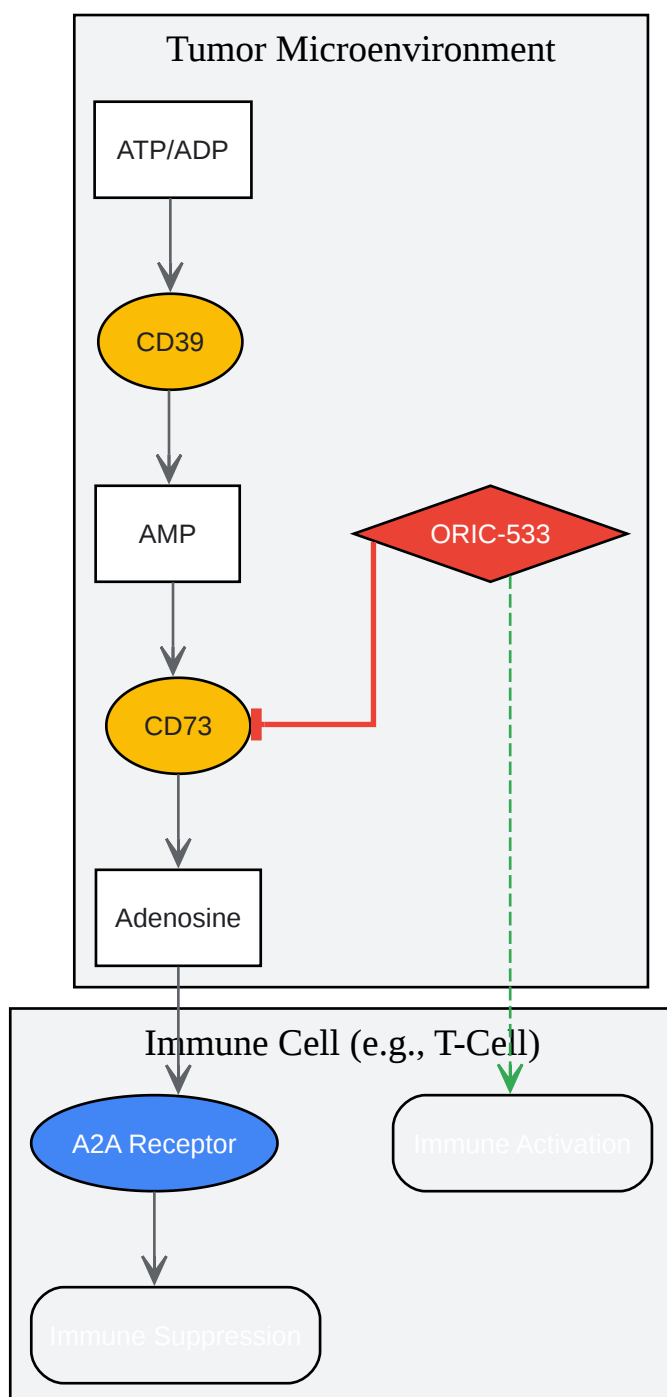 Tumor Microenvironment
ATP/ADP
CD39
AMP
ORIC-533
CD73
Adenosine
Immune Cell (e.g., T-Cell)
A2A Receptor
Immune Activation
Immune Suppression